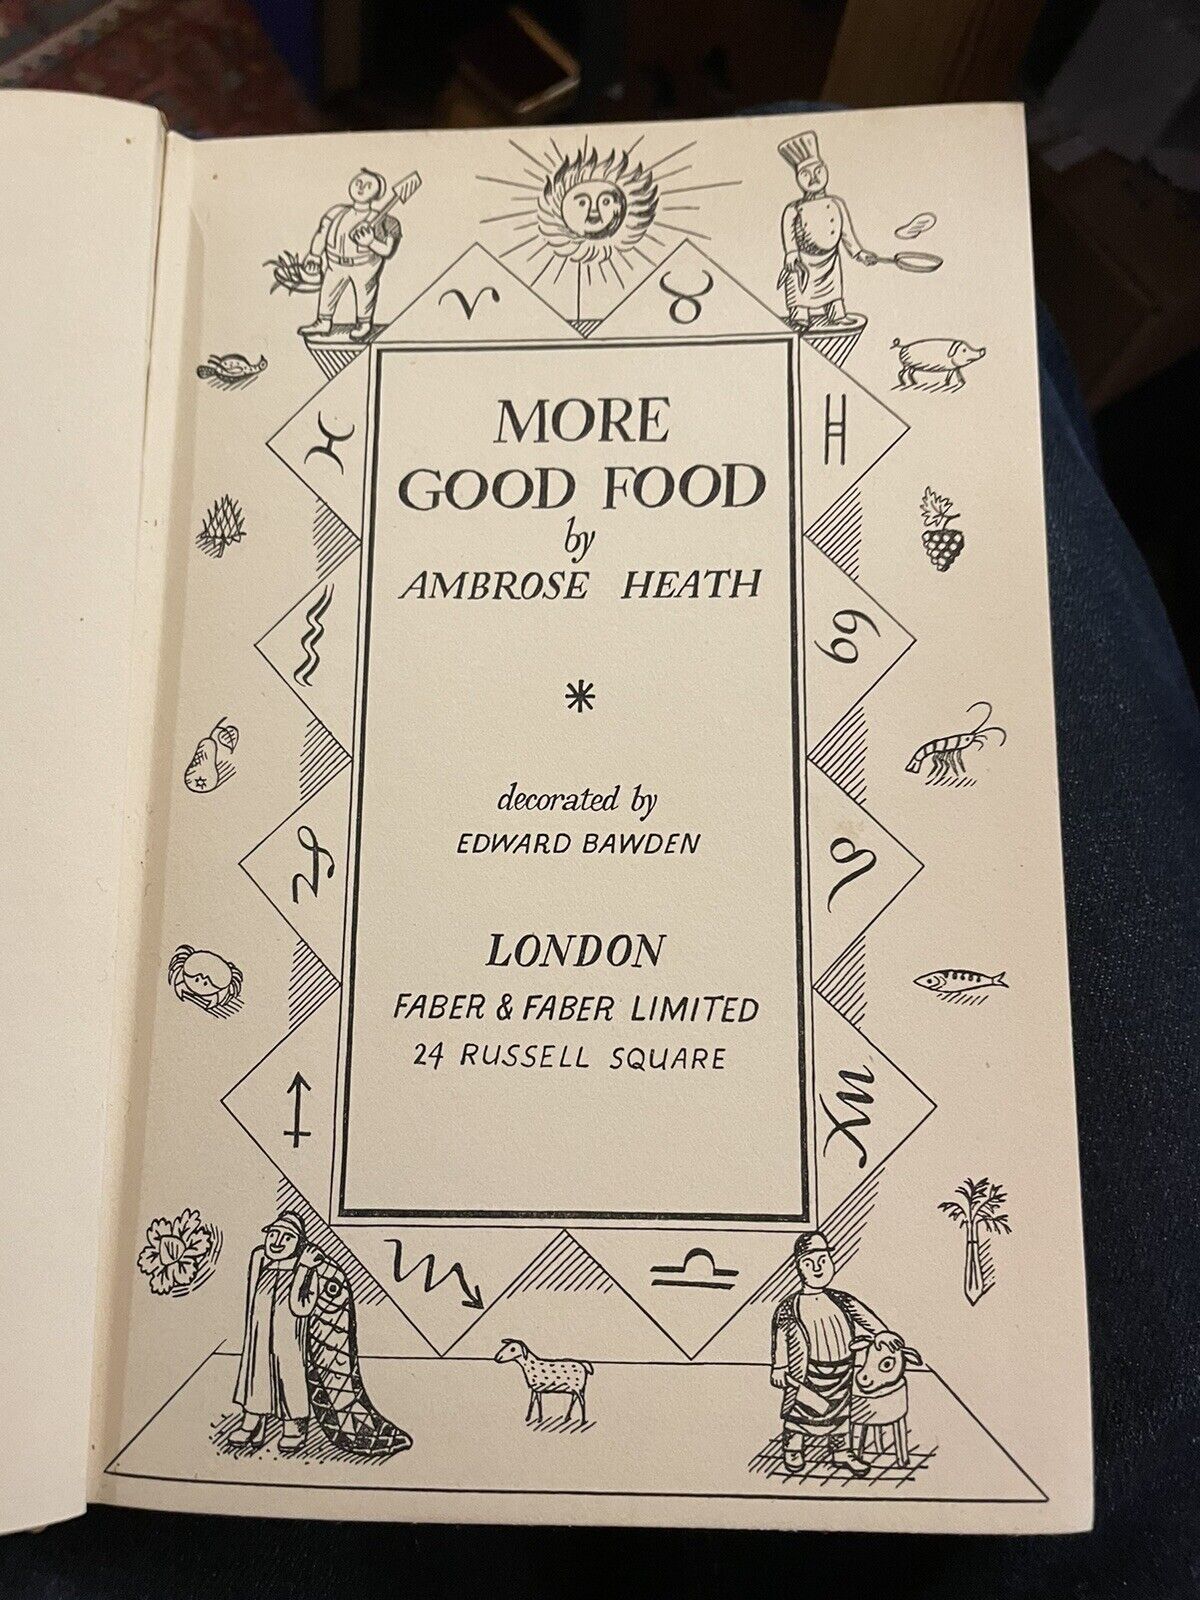 MORE
GOOD FOOD
by
AMBROSE HEATH
*
decorated by
EDWARD BAWDEN
LONDON
FABER & FABER LIMITED
24 RUSSELL SQUARE